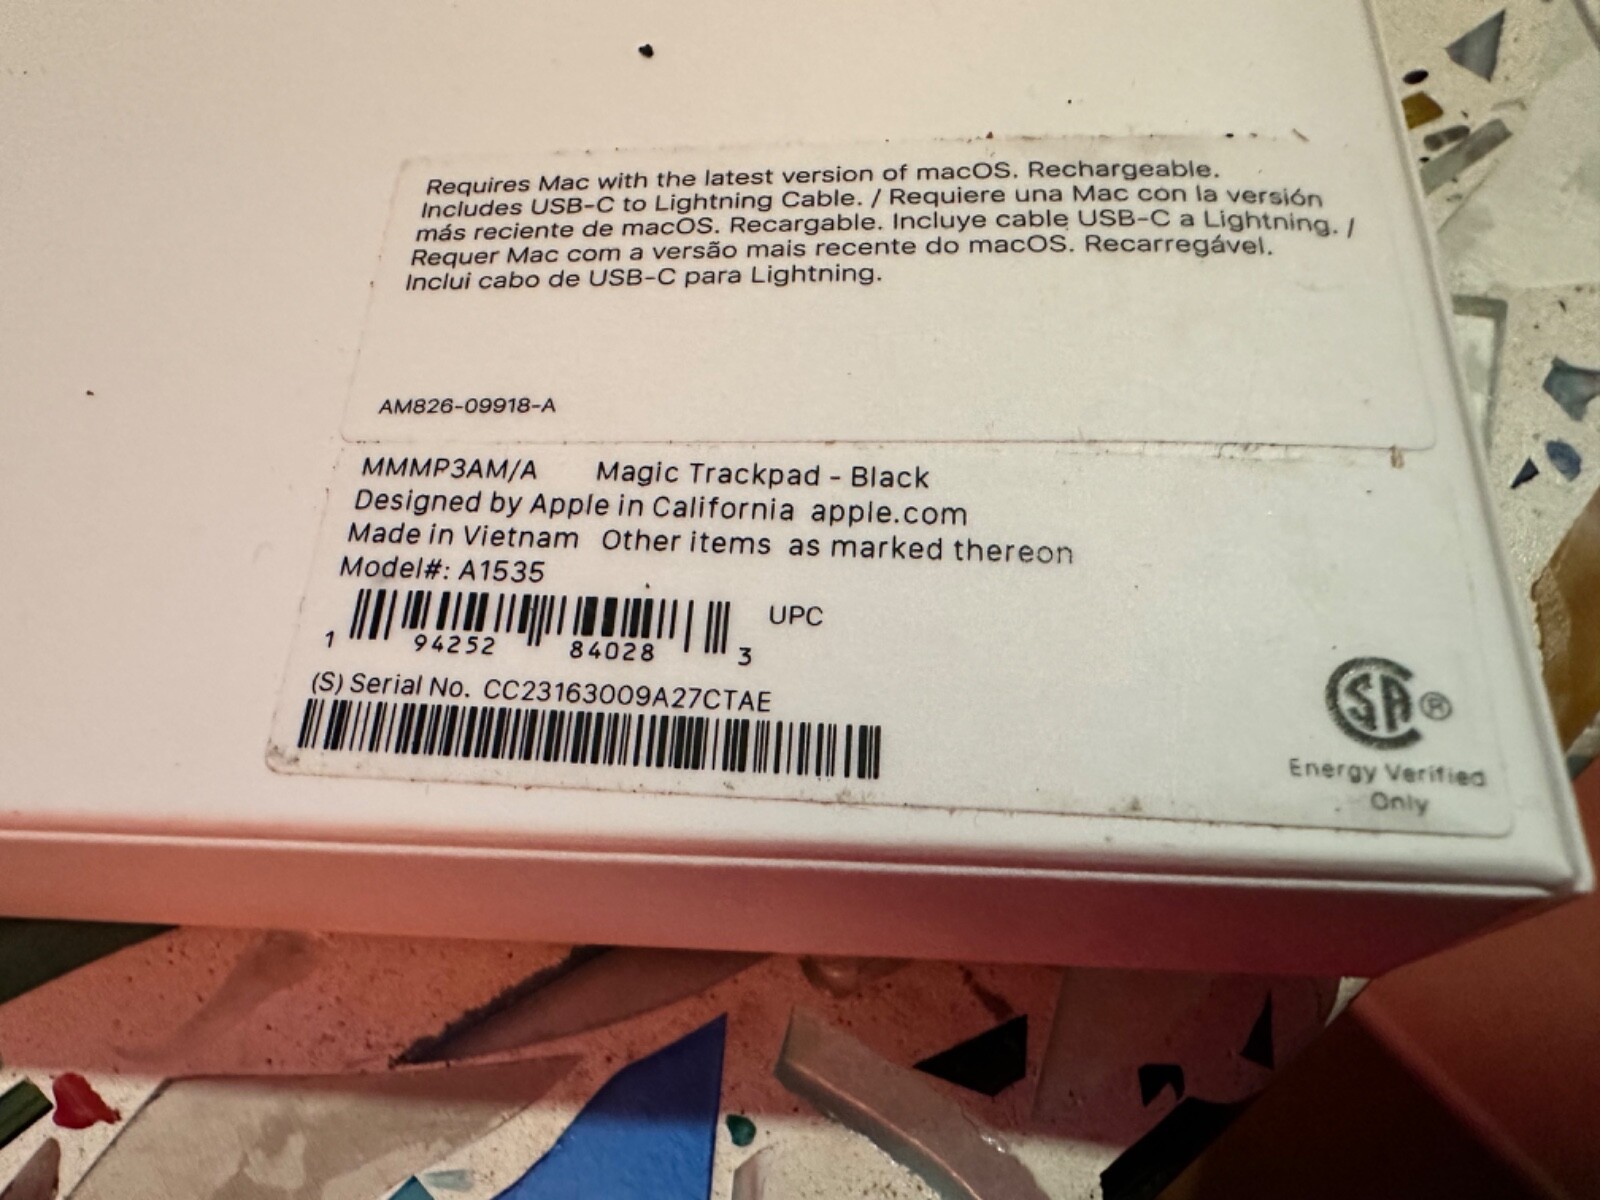 Requires Mac with the latest version of macOS. Rechargeable.
Includes USB-C to Lightning Cable. / Requiere una Mac con la versión
más reciente de macOS. Recargable. Incluye cable USB-C a Lightning. /
Requer Mac com a versão mais recente do macOS. Recarregável.
Inclui cabo de USB-C para Lightning.
AM826-09918-A
MMMP3AM/A Magic Trackpad - Black
Designed by Apple in California apple.com
Made in Vietnam Other items as marked thereon
Model#: A1535
UPC
1 94252 84028 3
(S) Serial No. CC23163009A27CTAE
CSA ®
Energy Verified
Only